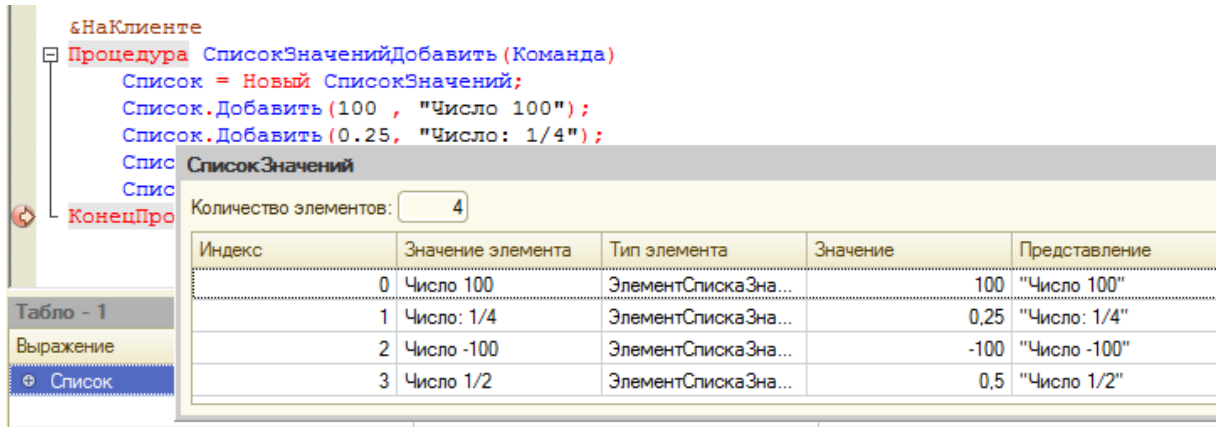 &НаКлиенте
Процедура СписокЗначенийДобавить(Команда)
Список = Новый СписокЗначений;
Список.Добавить(100 , "Число 100");
Список.Добавить(0.25, "Число: 1/4");
Спис
Спис
КонецПро
СписокЗначений
Количество элементов: 4
Индекс Значение элемента Тип элемента Значение Представление
0 Число 100 ЭлементСпискаЗна... 100 "Число 100"
1 Число: 1/4 ЭлементСпискаЗна... 0,25 "Число: 1/4"
2 Число -100 ЭлементСпискаЗна... -100 "Число -100"
3 Число 1/2 ЭлементСпискаЗна... 0,5 "Число 1/2"
Табло - 1
Выражение
Список